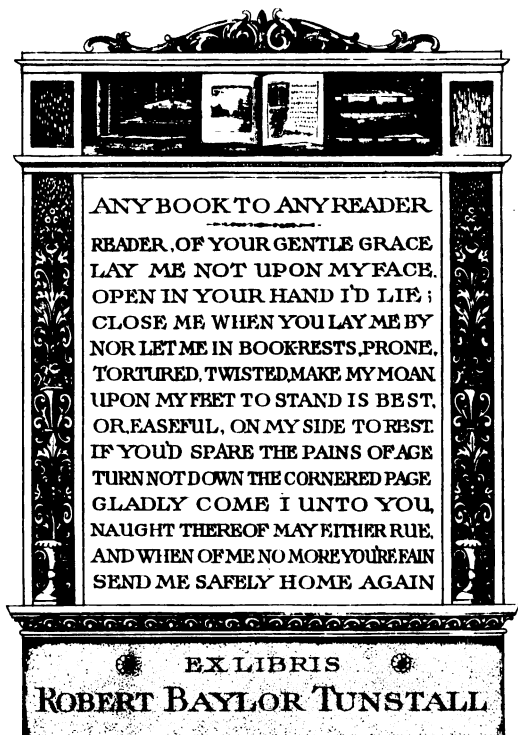 ANY BOOK TO ANY READER
READER, OF YOUR GENTLE GRACE
LAY ME NOT UPON MY FACE.
OPEN IN YOUR HAND I'D LIE;
CLOSE ME WHEN YOU LAY ME BY
NOR LET ME IN BOOK-RESTS, PRONE,
TORTURED, TWISTED, MAKE MY MOAN.
UPON MY FEET TO STAND IS BEST,
OR, EASEFUL, ON MY SIDE TO REST.
IF YOU'D SPARE THE PAINS OF AGE
TURN NOT DOWN THE CORNERED PAGE
GLADLY COME I UNTO YOU,
NAUGHT THEREOF MAY EITHER RUE,
AND WHEN OF ME NO MORE YOU'RE FAIN
SEND ME SAFELY HOME AGAIN
EX LIBRIS
ROBERT BAYLOR TUNSTALL